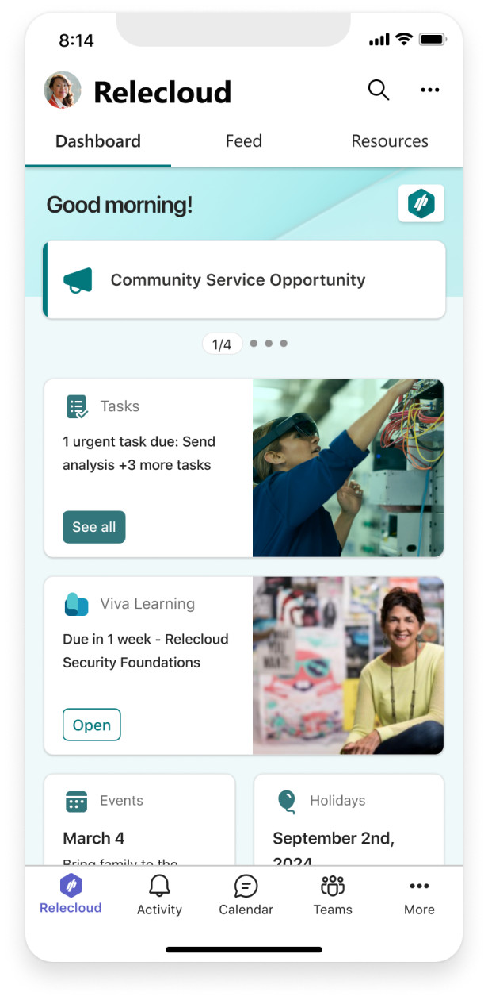 8:14
Relecloud
Dashboard Feed Resources
Good morning!
Community Service Opportunity
1/4
Tasks
1 urgent task due: Send
analysis +3 more tasks
See all
Viva Learning
Due in 1 week - Relecloud
Security Foundations
Open
Events
March 4
Bring family to the
Holidays
September 2nd,
2024
Relecloud Activity Calendar Teams More